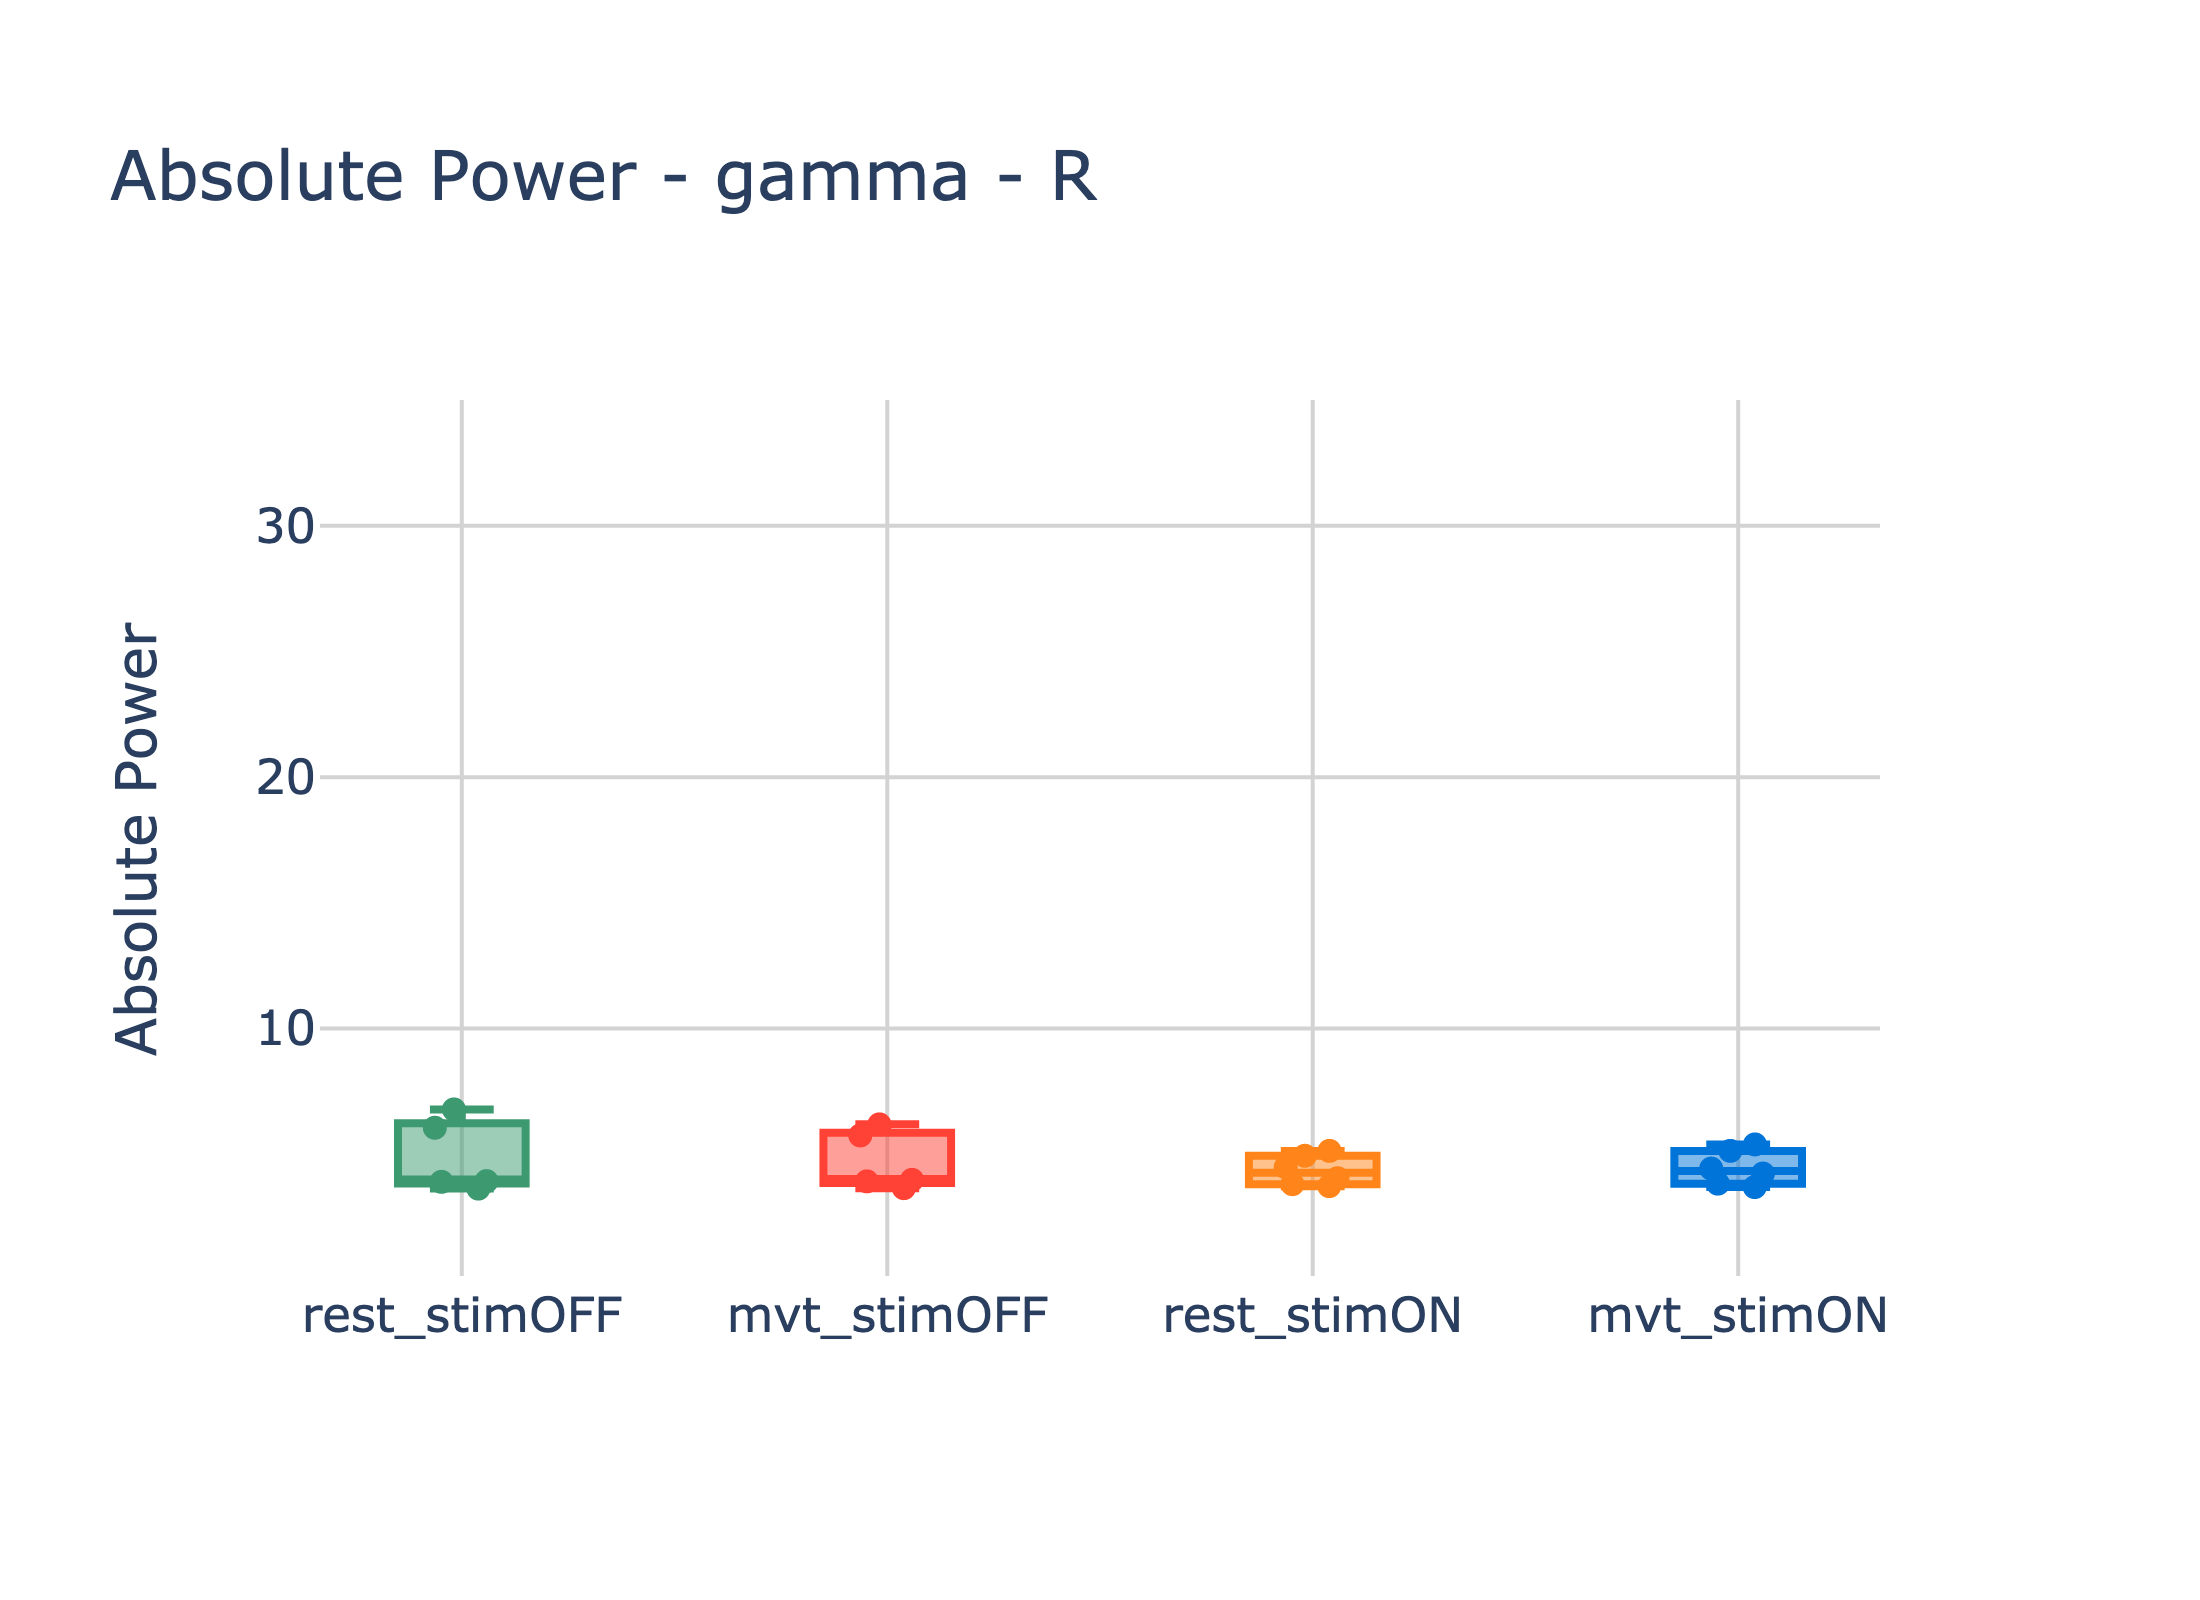 Absolute Power - gamma - R
Absolute Power
30
20
10
rest_stimOFF
mvt_stimOFF
rest_stimON
mvt_stimON